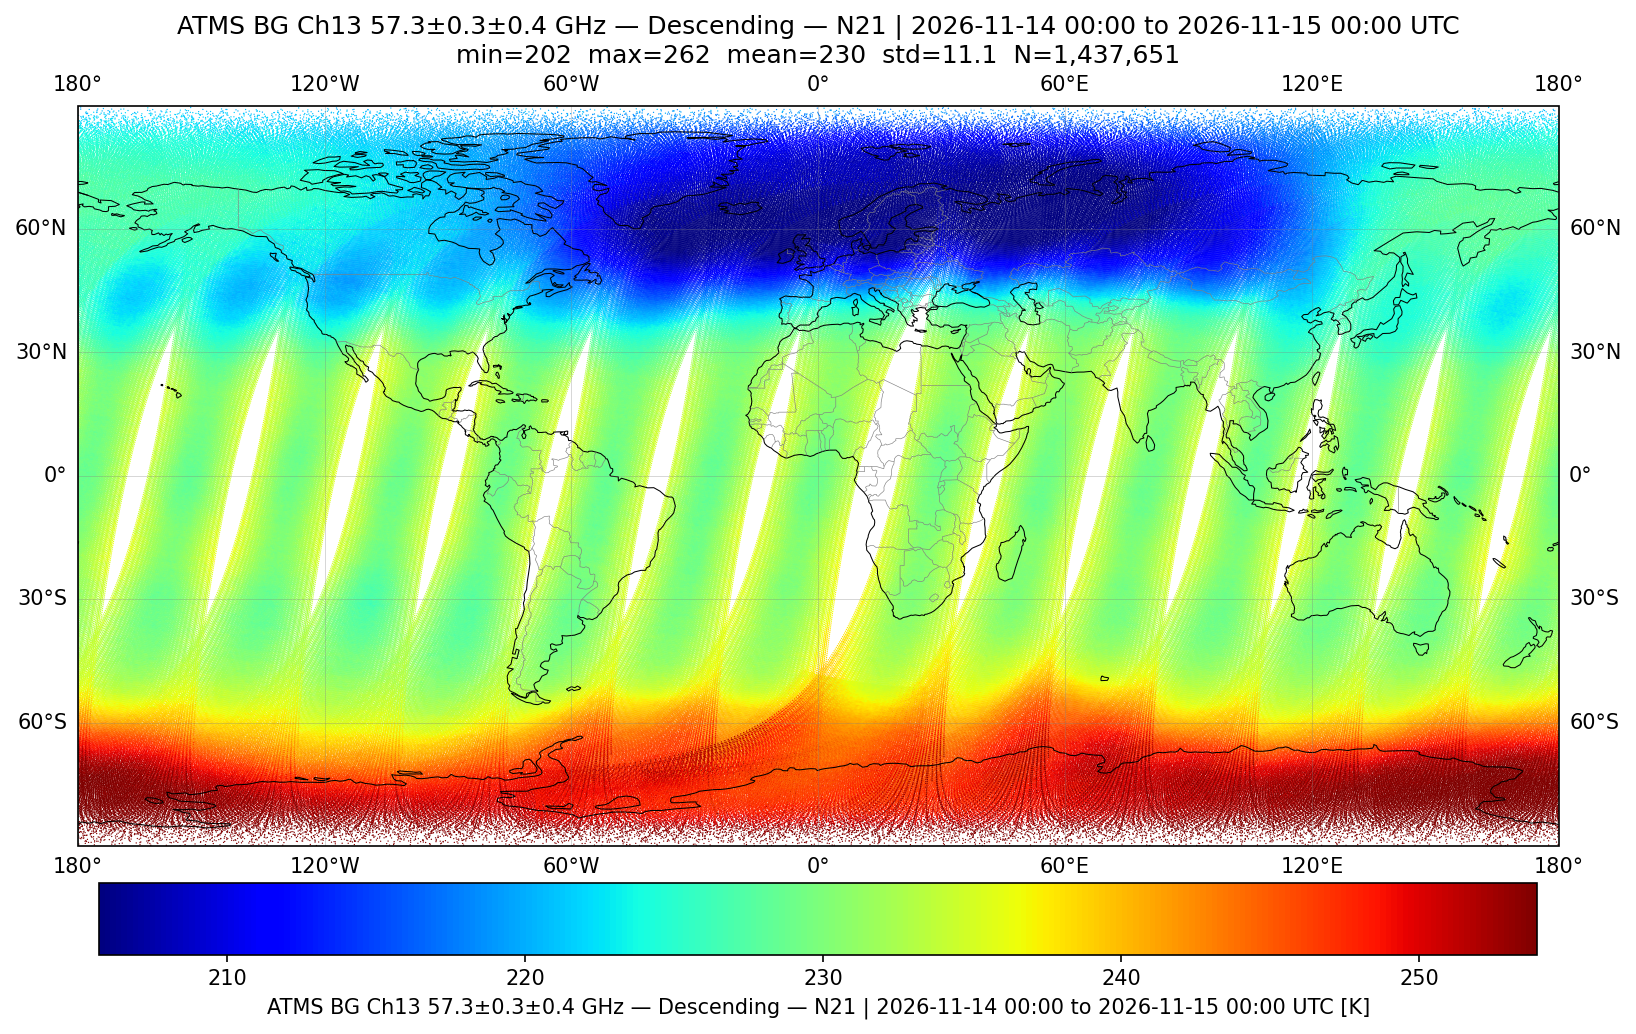 ATMS BG Ch13 57.3±0.3±0.4 GHz — Descending — N21 | 2026-11-14 00:00 to 2026-11-15 00:00 UTC
min=202 max=262 mean=230 std=11.1 N=1,437,651
180° 120°W 60°W 0° 60°E 120°E 180°
60°N 60°N
30°N 30°N
0° 0°
30°S 30°S
60°S 60°S
180° 120°W 60°W 0° 60°E 120°E 180°
210 220 230 240 250
ATMS BG Ch13 57.3±0.3±0.4 GHz — Descending — N21 | 2026-11-14 00:00 to 2026-11-15 00:00 UTC [K]